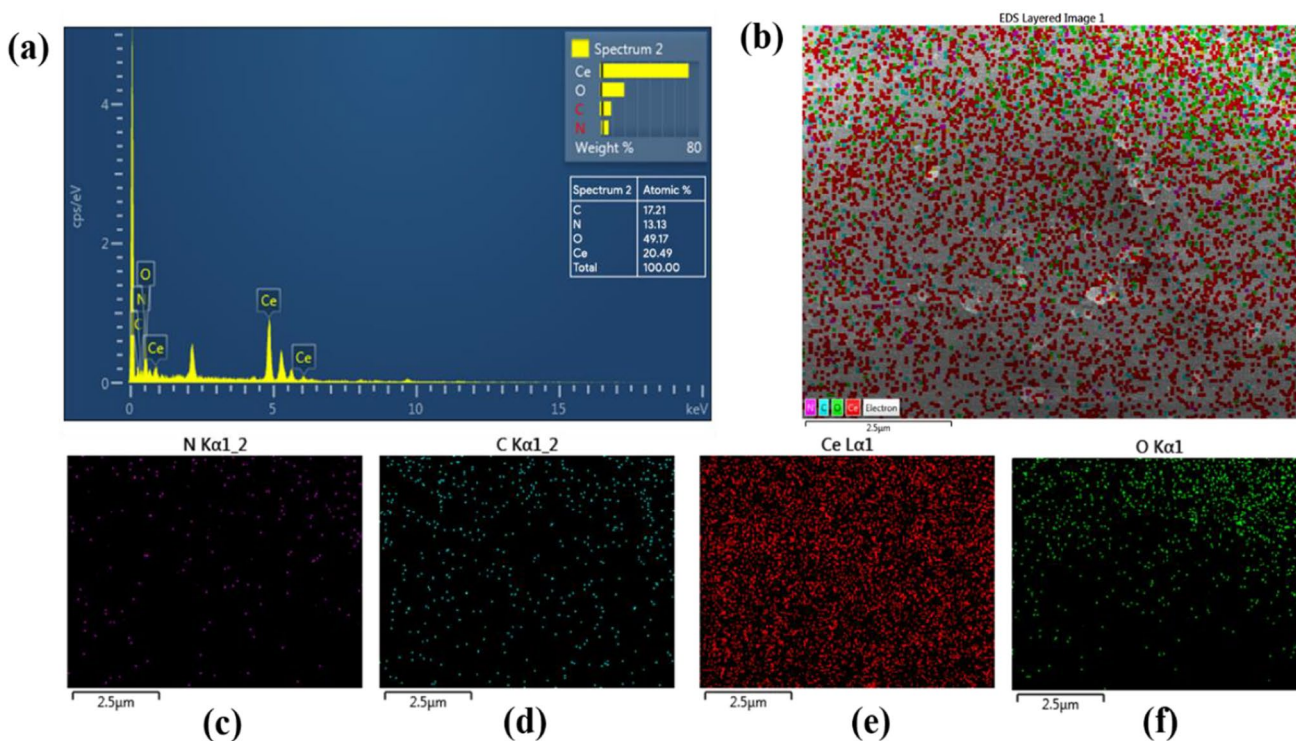 (a)
Spectrum 2
Ce
O
C
N
Weight % 80
Spectrum 2 Atomic %
C 17.21
N 13.13
O 49.17
Ce 20.49
Total 100.00
cps/eV
4
2
0
O
N
C
Ce
Ce
Ce
0 5 10 15 keV
(b)
EDS Layered Image 1
N C O Ce Electron
2.5µm
N Kα1_2
2.5µm
(c)
C Kα1_2
2.5µm
(d)
Ce Lα1
2.5µm
(e)
O Kα1
2.5µm
(f)